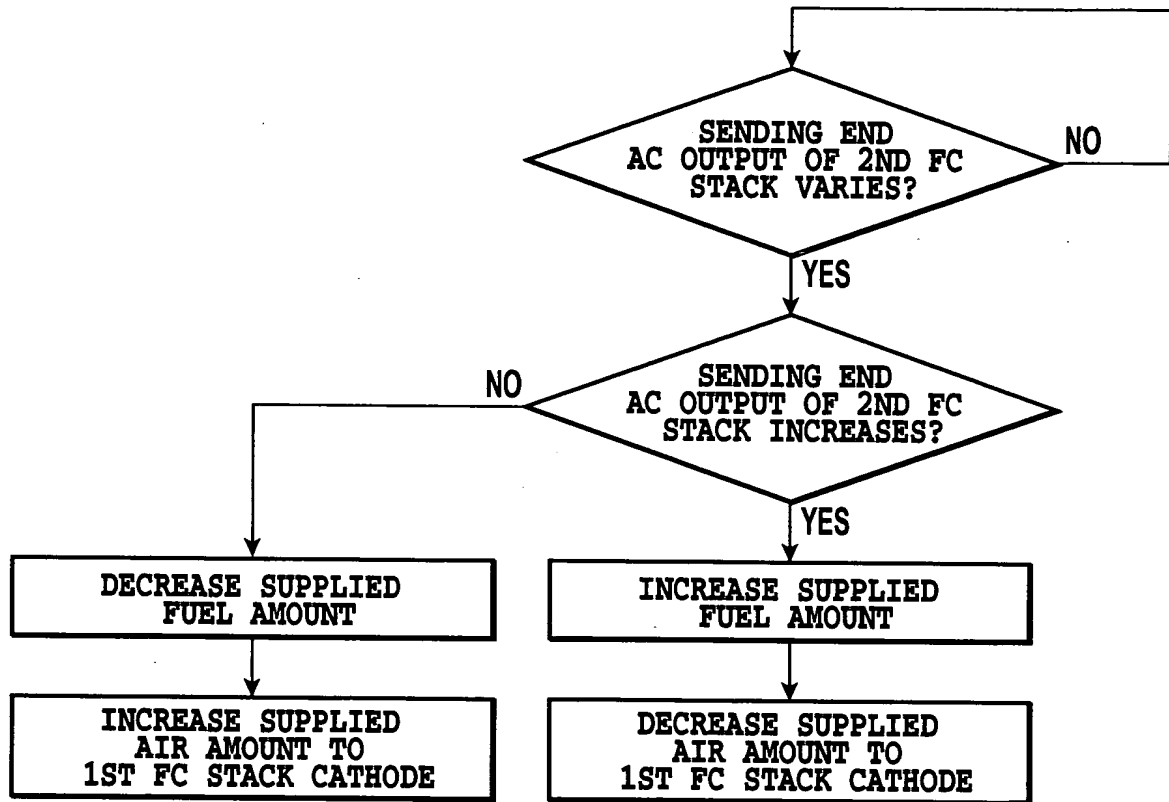 SENDING END
AC OUTPUT OF 2ND FC
STACK VARIES?
NO
YES
SENDING END
AC OUTPUT OF 2ND FC
STACK INCREASES?
NO
YES
DECREASE SUPPLIED
FUEL AMOUNT
INCREASE SUPPLIED
FUEL AMOUNT
INCREASE SUPPLIED
AIR AMOUNT TO
1ST FC STACK CATHODE
DECREASE SUPPLIED
AIR AMOUNT TO
1ST FC STACK CATHODE